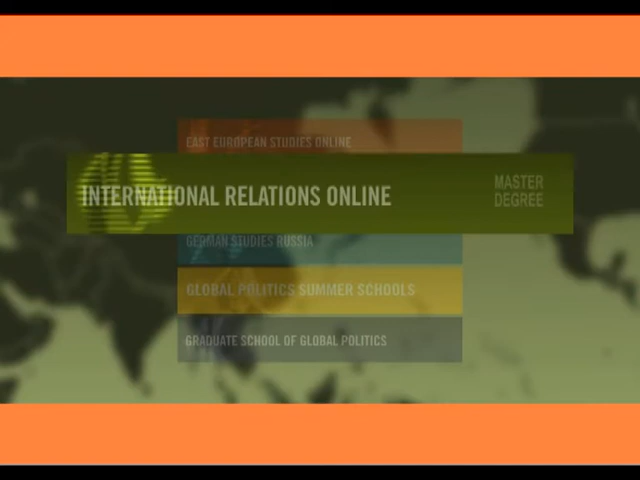 EAST EUROPEAN STUDIES ONLINE
INTERNATIONAL RELATIONS ONLINE
MASTER
DEGREE
GERMAN STUDIES RUSSIA
GLOBAL POLITICS SUMMER SCHOOLS
GRADUATE SCHOOL OF GLOBAL POLITICS